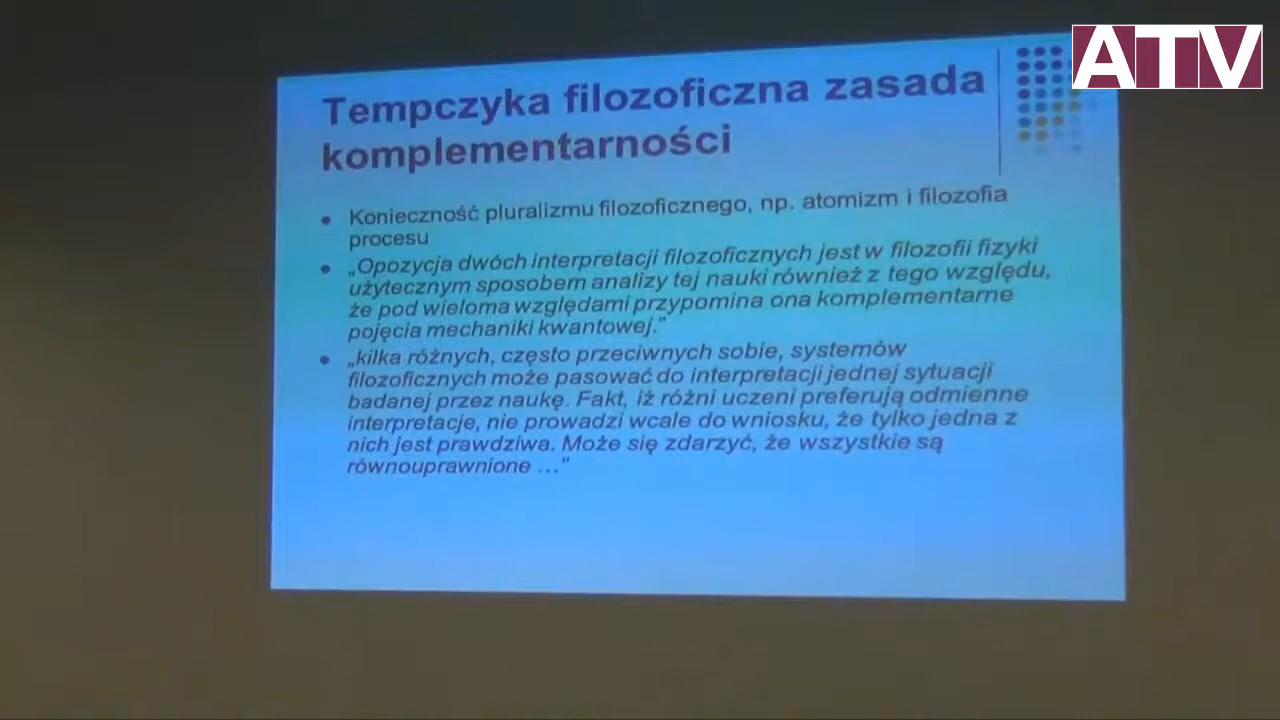 ATV
Tempczyka filozoficzna zasada
komplementarności
• Konieczność pluralizmu filozoficznego, np. atomizm i filozofia
procesu
• „Opozycja dwóch interpretacji filozoficznych jest w filozofii fizyki
użytecznym sposobem analizy tej nauki również z tego względu,
że pod wieloma względami przypomina ona komplementarne
pojęcia mechaniki kwantowej.”
• „kilka różnych, często przeciwnych sobie, systemów
filozoficznych może pasować do interpretacji jednej sytuacji
badanej przez naukę. Fakt, iż różni uczeni preferują odmienne
interpretacje, nie prowadzi wcale do wniosku, że tylko jedna z
nich jest prawdziwa. Może się zdarzyć, że wszystkie są
równouprawnione …”